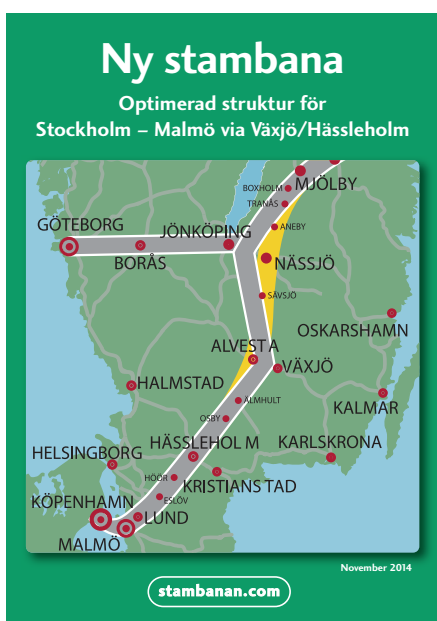 Ny stambana
Optimerad struktur för
Stockholm – Malmö via Växjö/Hässleholm
BOXHOLM
MJÖLBY
TRANÅS
GÖTEBORG
JÖNKÖPING
ANEBY
BORÅS
NÄSSJÖ
SÄVSJÖ
OSKARSHAMN
ALVESTA
VÄXJÖ
HALMSTAD
ÄLMHULT
KALMAR
OSBY
HÄSSLEHOLM
KARLSKRONA
HELSINGBORG
HÖÖR
KRISTIANSTAD
KÖPENHAMN
ESLÖV
LUND
MALMÖ
November 2014
stambanan.com